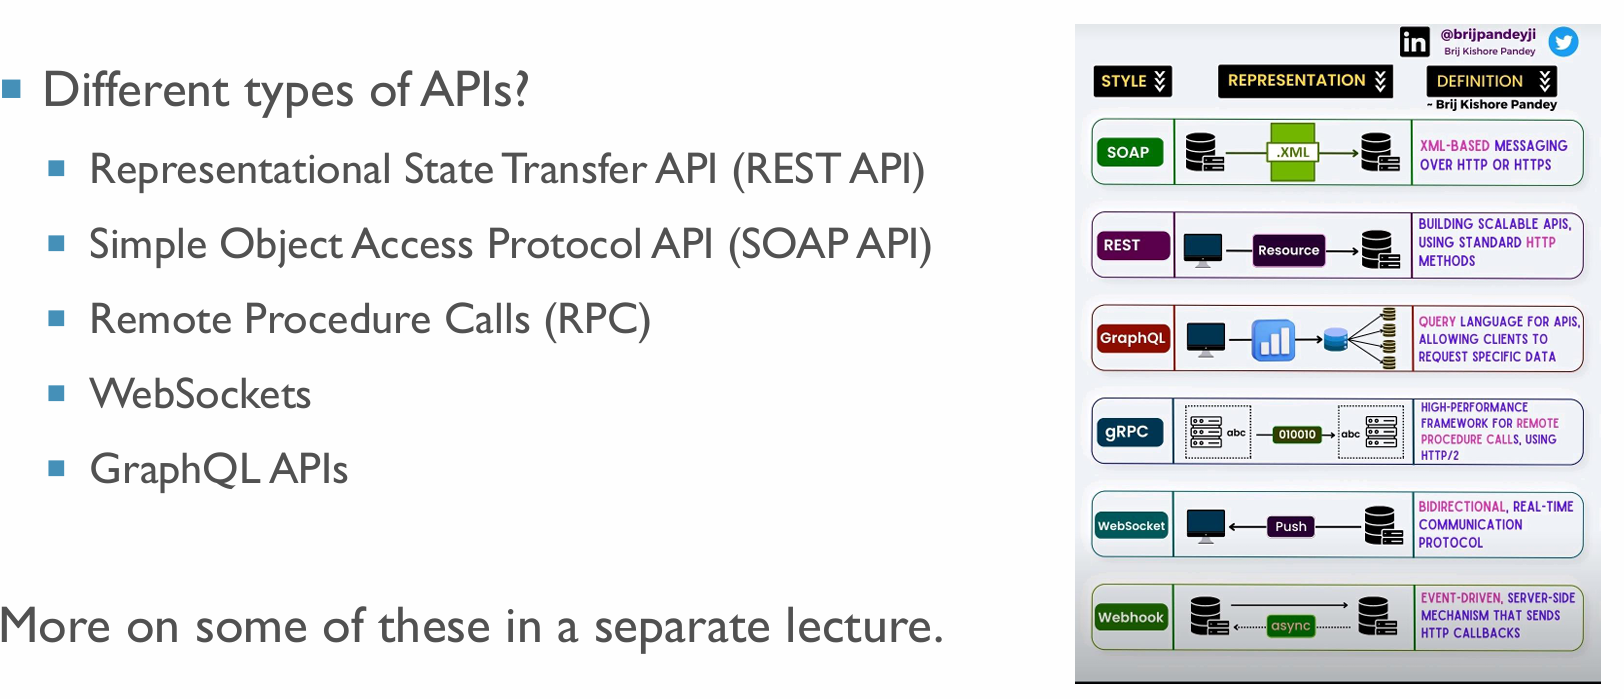 Different types of APIs?
Representational State Transfer API (REST API)
Simple Object Access Protocol API (SOAP API)
Remote Procedure Calls (RPC)
WebSockets
GraphQL APIs
More on some of these in a separate lecture.
in @brijpandeyji
Brij Kishore Pandey
STYLE REPRESENTATION DEFINITION
~ Brij Kishore Pandey
SOAP
.XML
XML-BASED MESSAGING
OVER HTTP OR HTTPS
REST
Resource
BUILDING SCALABLE APIS,
USING STANDARD HTTP
METHODS
GraphQL
QUERY LANGUAGE FOR APIS,
ALLOWING CLIENTS TO
REQUEST SPECIFIC DATA
gRPC
abc 010010 abc
HIGH-PERFORMANCE
FRAMEWORK FOR REMOTE
PROCEDURE CALLS, USING
HTTP/2
WebSocket
Push
BIDIRECTIONAL, REAL-TIME
COMMUNICATION
PROTOCOL
Webhook
async
EVENT-DRIVEN, SERVER-SIDE
MECHANISM THAT SENDS
HTTP CALLBACKS